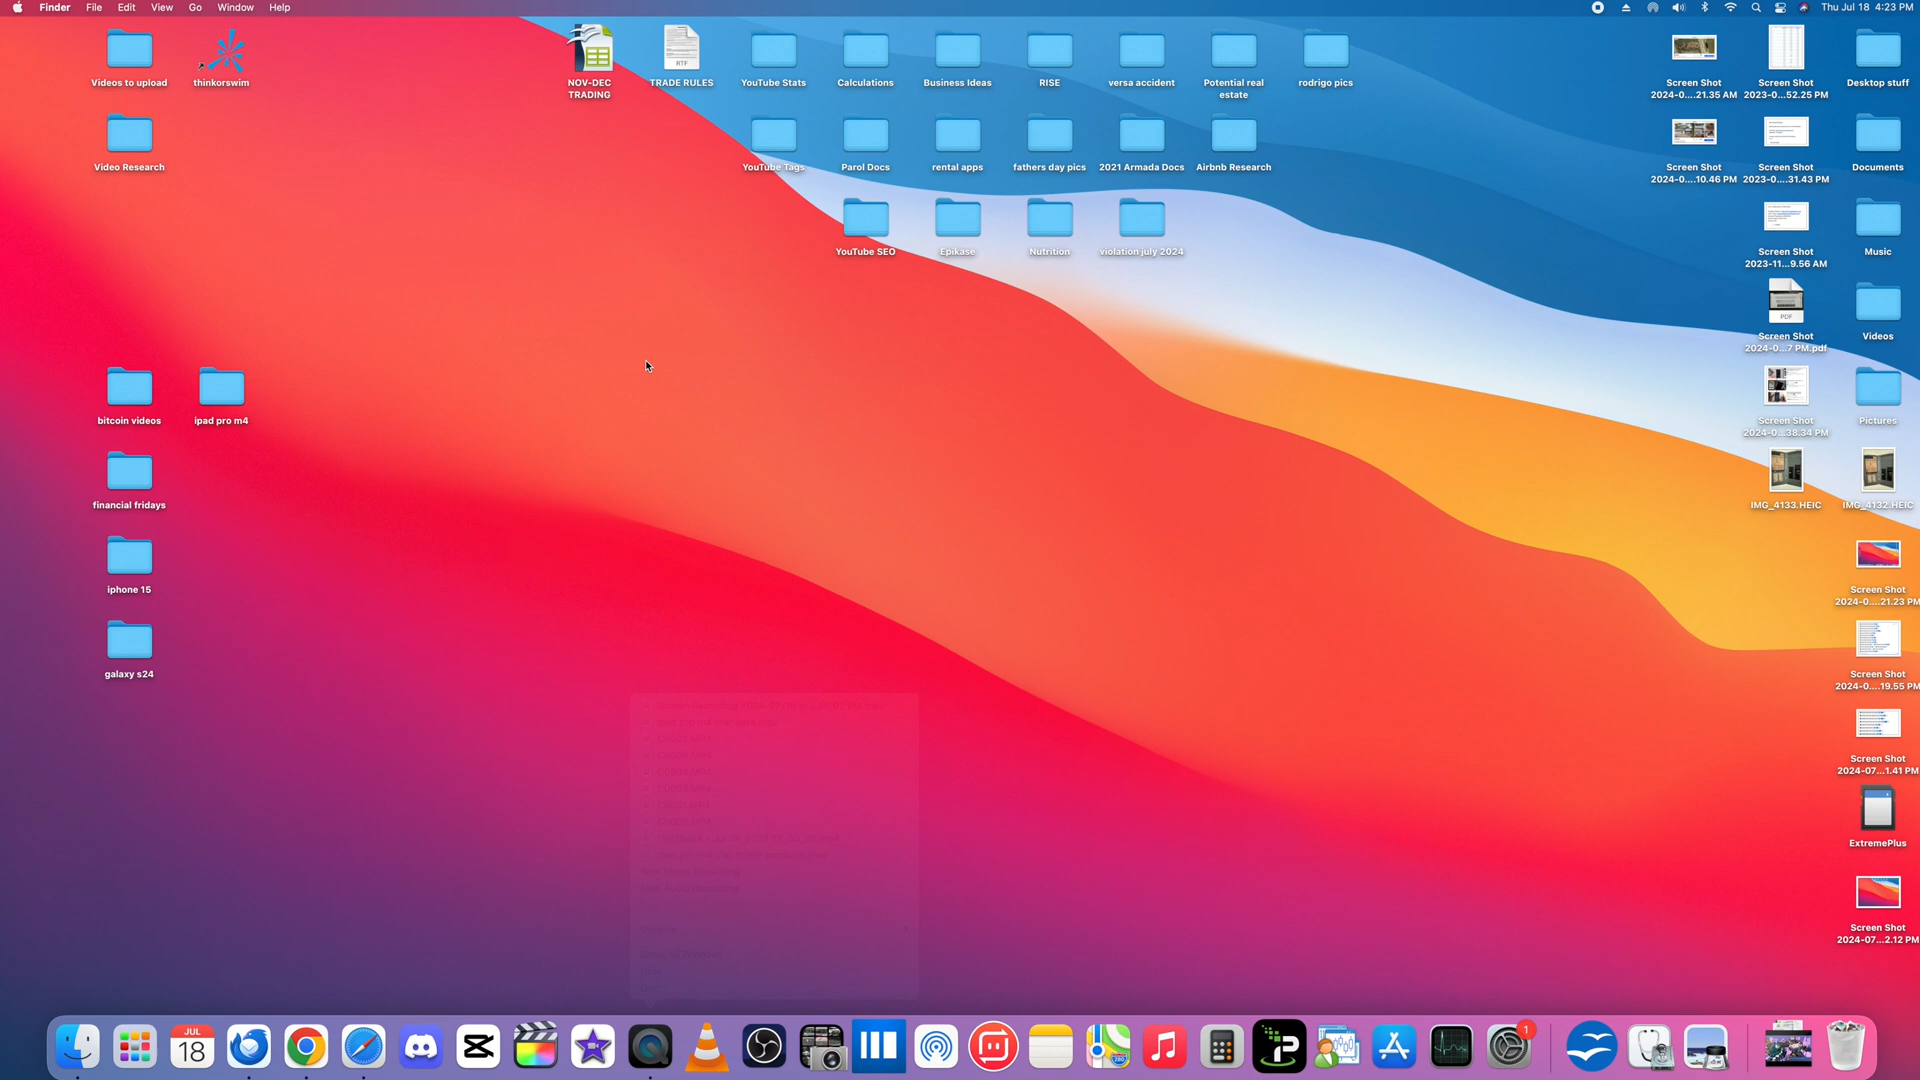 Finder File Edit View Go Window Help
Thu Jul 18 4:23 PM
Videos to upload
thinkorswim
NOV-DEC
TRADING
RTF
TRADE RULES
YouTube Stats
Calculations
Business Ideas
RISE
versa accident
Potential real
estate
rodrigo pics
Screen Shot
2024-0....21.35 AM
Screen Shot
2023-0...52.25 PM
Desktop stuff
Video Research
YouTube Tags
Parol Docs
rental apps
fathers day pics
2021 Armada Docs
Airbnb Research
Screen Shot
2024-0....10.46 PM
Screen Shot
2023-0....31.43 PM
Documents
YouTube SEO
Epikase
Nutrition
violation july 2024
Screen Shot
2023-11...9.56 AM
Music
PDF
Screen Shot
2024-0...7 PM.pdf
Videos
bitcoin videos
ipad pro m4
Screen Shot
2024-0...38.34 PM
Pictures
financial fridays
IMG_4133.HEIC
IMG_4132.HEIC
iphone 15
Screen Shot
2024-0....21.23 PM
galaxy s24
Screen Shot
2024-0....19.55 PM
Screen Shot
2024-07...1.41 PM
ExtremePlus
Screen Shot
2024-07...2.12 PM
JUL
18
280
1